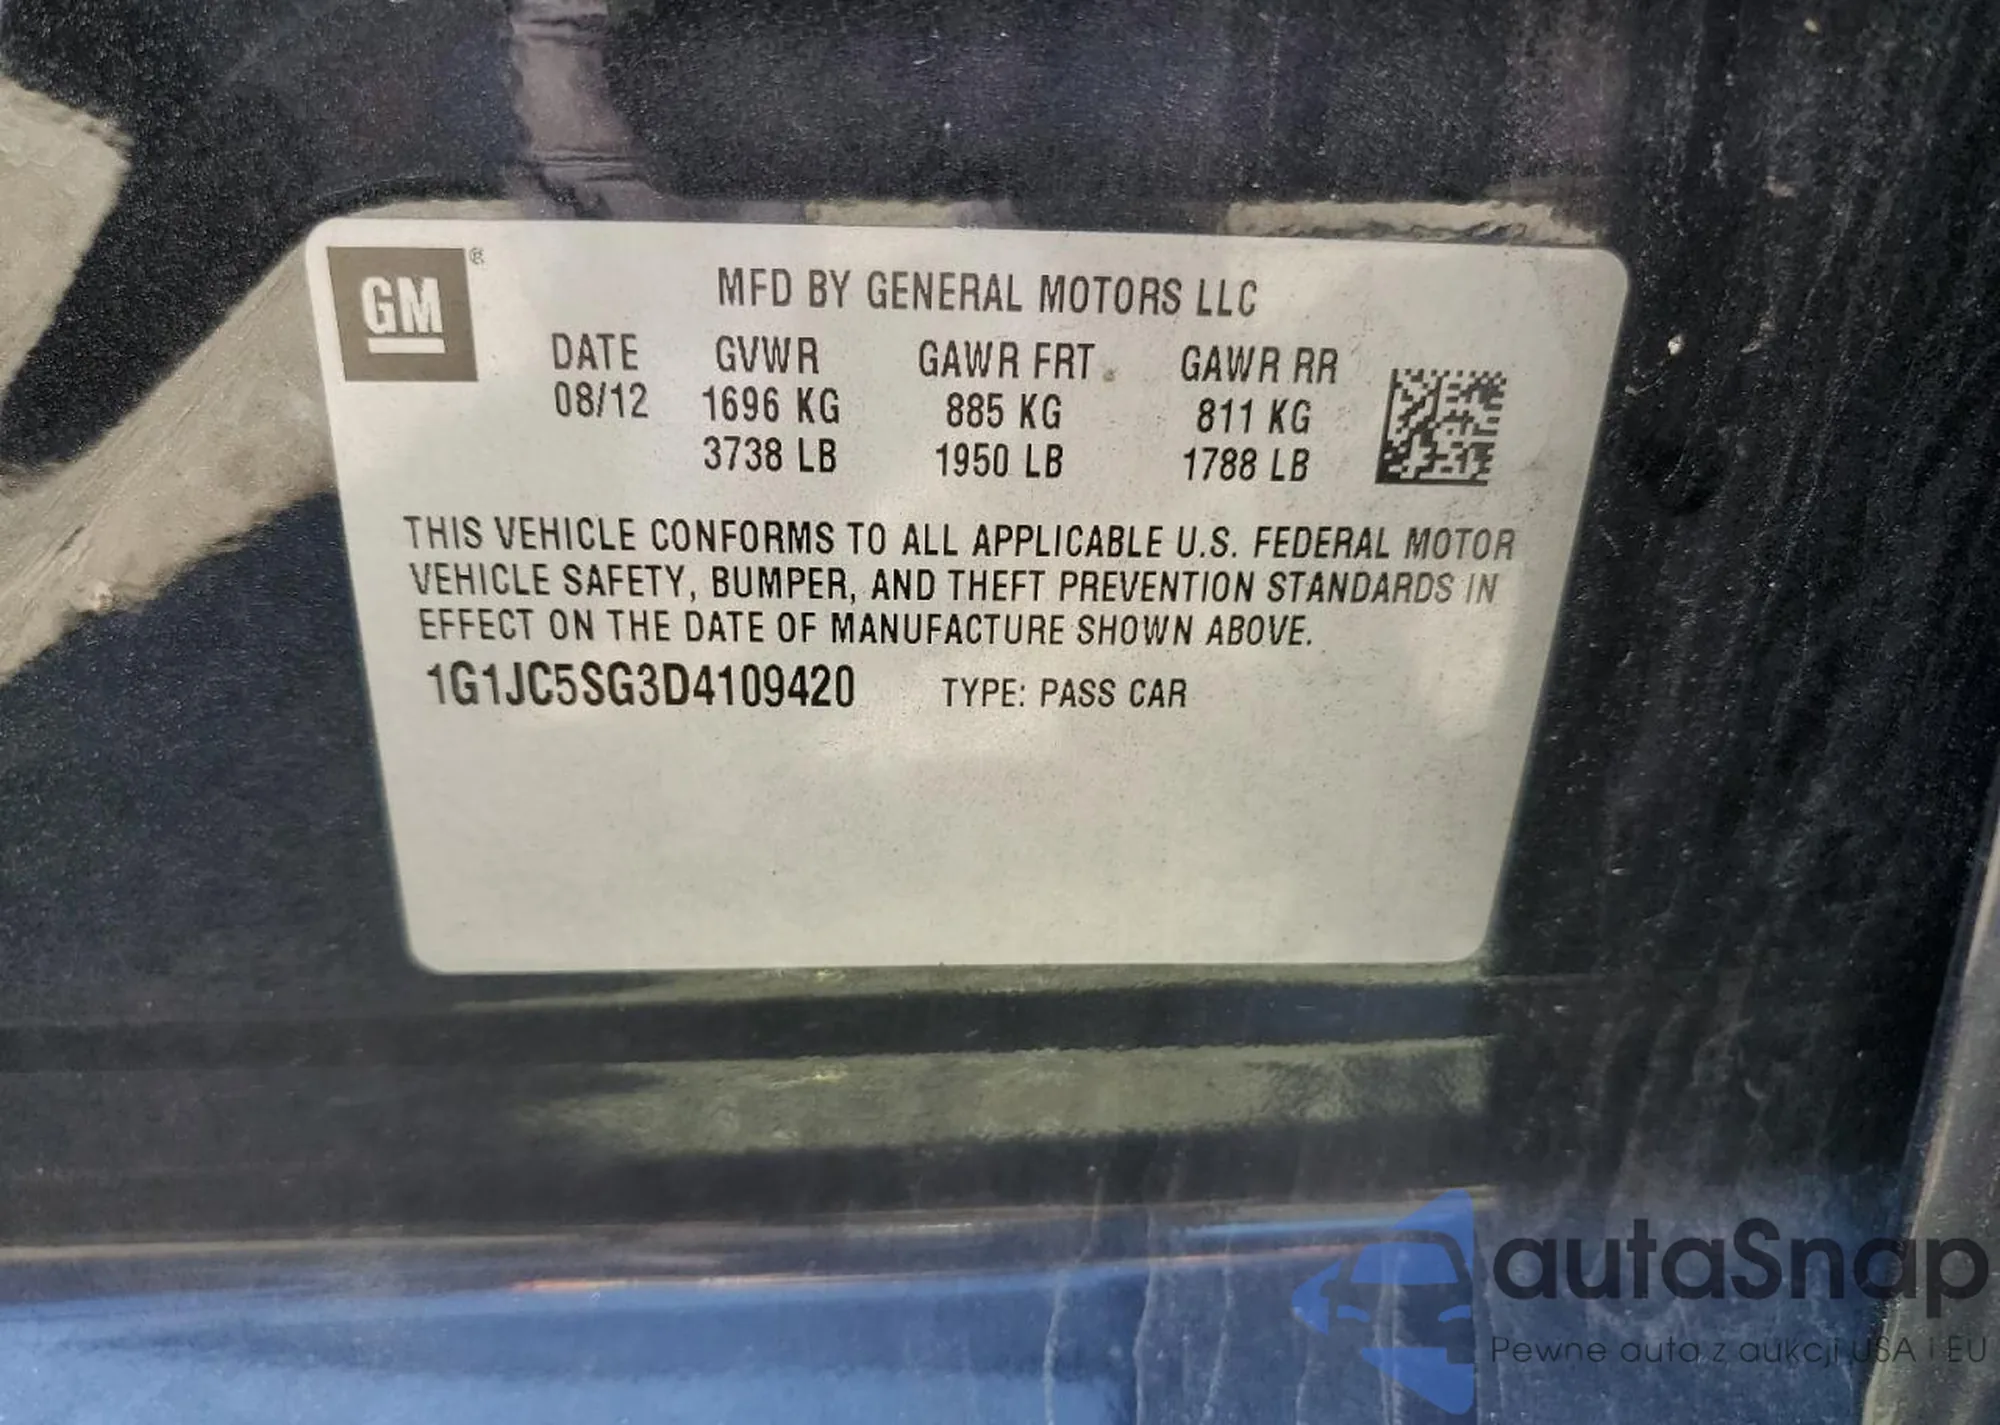 GM®
MFD BY GENERAL MOTORS LLC
DATE GVWR GAWR FRT GAWR RR
08/12 1696 KG 885 KG 811 KG
3738 LB 1950 LB 1788 LB
THIS VEHICLE CONFORMS TO ALL APPLICABLE U.S. FEDERAL MOTOR
VEHICLE SAFETY, BUMPER, AND THEFT PREVENTION STANDARDS IN
EFFECT ON THE DATE OF MANUFACTURE SHOWN ABOVE.
1G1JC5SG3D4109420 TYPE: PASS CAR
autaSnap
Pewne auta z aukcji USA i EU